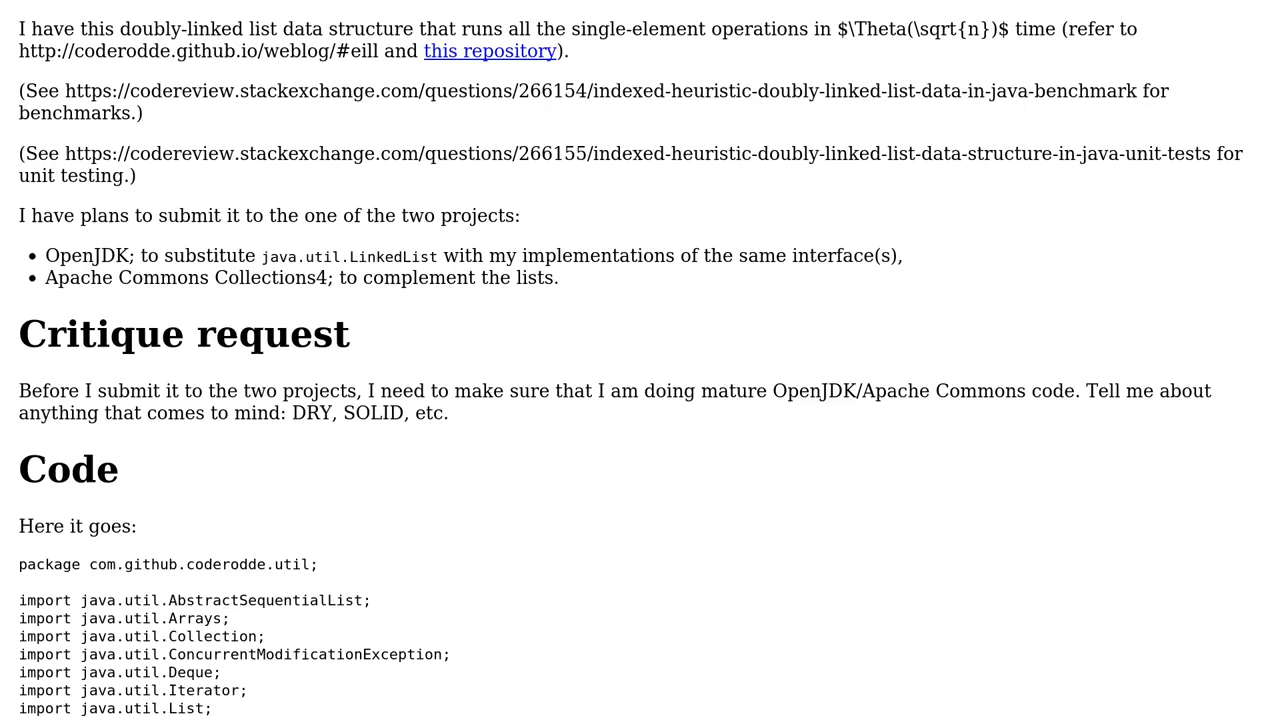 I have this doubly-linked list data structure that runs all the single-element operations in $\Theta(\sqrt{n})$ time (refer to
http://coderodde.github.io/weblog/#eill and this repository).
(See https://codereview.stackexchange.com/questions/266154/indexed-heuristic-doubly-linked-list-data-in-java-benchmark for
benchmarks.)
(See https://codereview.stackexchange.com/questions/266155/indexed-heuristic-doubly-linked-list-data-structure-in-java-unit-tests for
unit testing.)
I have plans to submit it to the one of the two projects:
• OpenJDK; to substitute java.util.LinkedList with my implementations of the same interface(s),
• Apache Commons Collections4; to complement the lists.
Critique request
Before I submit it to the two projects, I need to make sure that I am doing mature OpenJDK/Apache Commons code. Tell me about
anything that comes to mind: DRY, SOLID, etc.
Code
Here it goes:
package com.github.coderodde.util;
import java.util.AbstractSequentialList;
import java.util.Arrays;
import java.util.Collection;
import java.util.ConcurrentModificationException;
import java.util.Deque;
import java.util.Iterator;
import java.util.List;